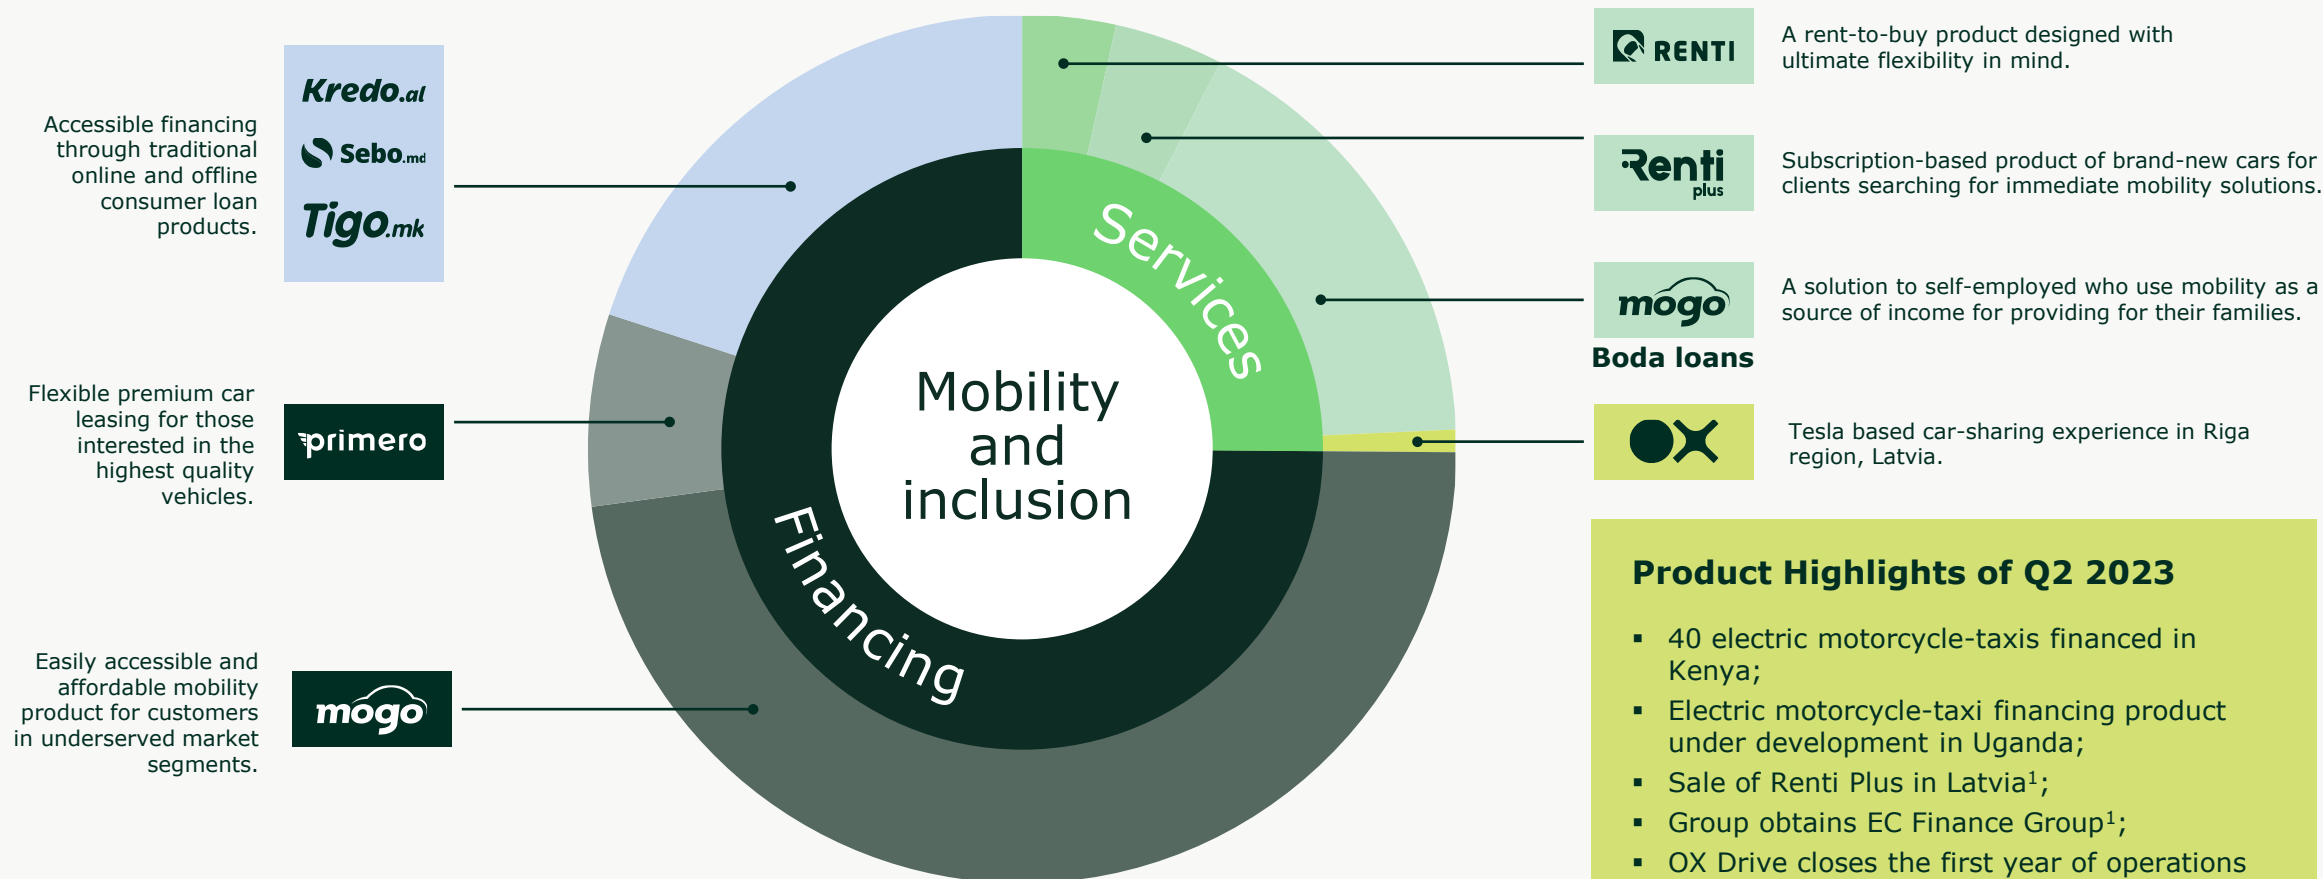 Kredo.al
Sebo.md
Tigo.mk
Accessible financing
through traditional
online and offline
consumer loan
products.
primero
Flexible premium car
leasing for those
interested in the
highest quality
vehicles.
mogo
Easily accessible and
affordable mobility
product for customers
in underserved market
segments.
Services
Mobility
and
inclusion
Financing
RENTI
A rent-to-buy product designed with
ultimate flexibility in mind.
Renti
plus
Subscription-based product of brand-new cars for
clients searching for immediate mobility solutions.
mogo
Boda loans
A solution to self-employed who use mobility as a
source of income for providing for their families.
OX
Tesla based car-sharing experience in Riga
region, Latvia.
Product Highlights of Q2 2023
▪ 40 electric motorcycle-taxis financed in
Kenya;
▪ Electric motorcycle-taxi financing product
under development in Uganda;
▪ Sale of Renti Plus in Latvia¹;
▪ Group obtains EC Finance Group¹;
▪ OX Drive closes the first year of operations